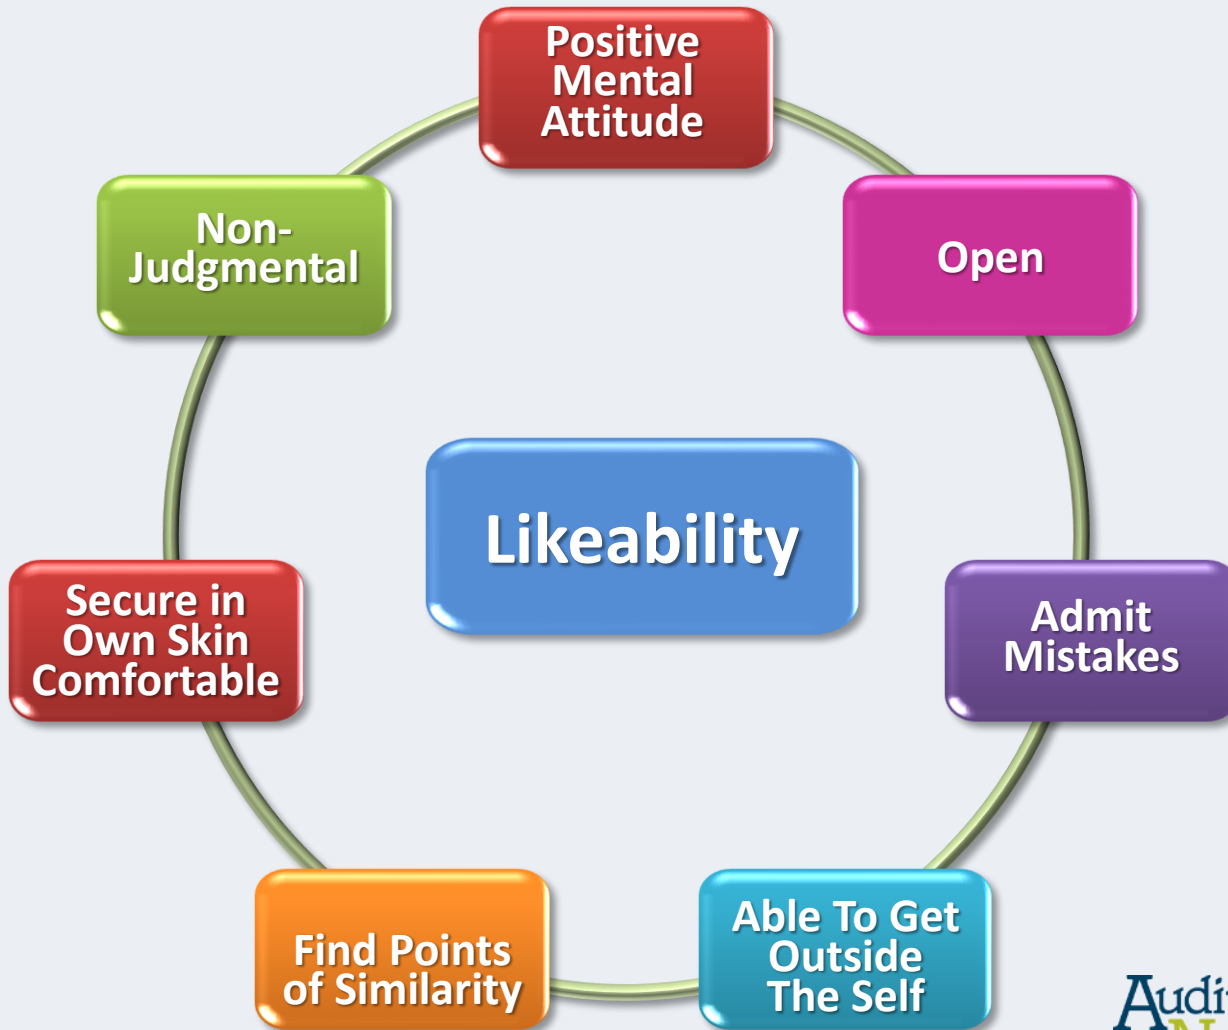 Positive
Mental
Attitude
Open
Admit
Mistakes
Able To Get
Outside
The Self
Find Points
of Similarity
Secure in
Own Skin
Comfortable
Non-
Judgmental
Likeability